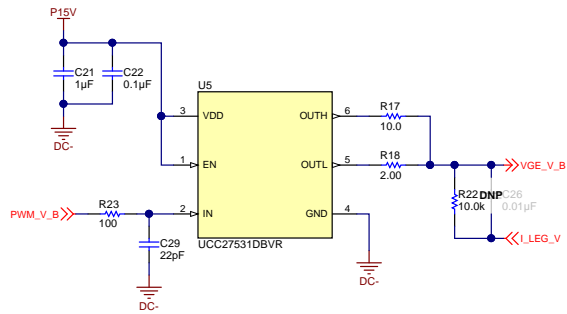 P15V
C21
1µF
C22
0.1µF
DC-
U5
3
VDD
1
EN
2
IN
OUTH
6
OUTL
5
GND
4
UCC27531DBVR
R17
10.0
R18
2.00
VGE_V_B
R22
10.0k
DNP
C26
0.01µF
I_LEG_V
PWM_V_B
R23
100
C29
22pF
DC-
DC-